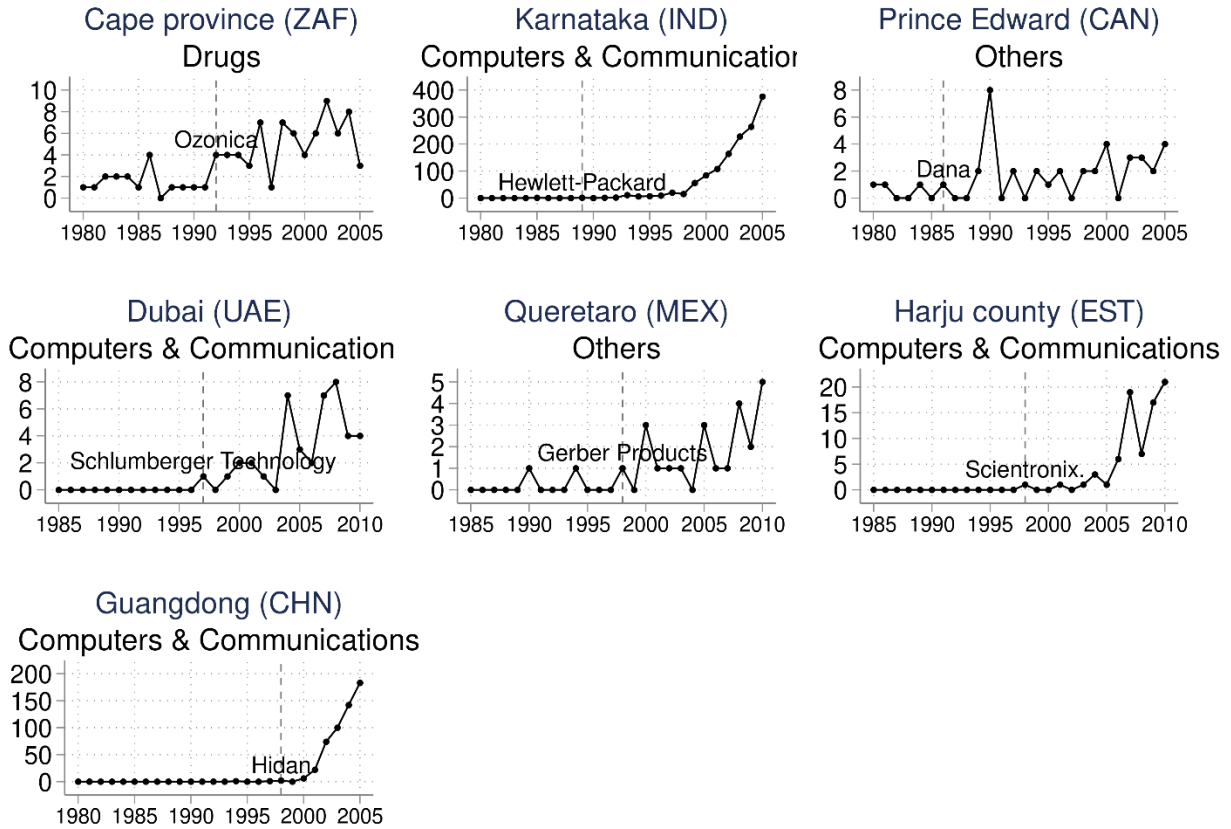 Cape province (ZAF)
Drugs
10
8
6
4
2
0
Ozonica
1980 1985 1990 1995 2000 2005
Karnataka (IND)
Computers & Communication
400
300
200
100
0
Hewlett-Packard
1980 1985 1990 1995 2000 2005
Prince Edward (CAN)
Others
8
6
4
2
0
Dana
1980 1985 1990 1995 2000 2005
Dubai (UAE)
Computers & Communication
8
6
4
2
0
Schlumberger Technology
1985 1990 1995 2000 2005 2010
Queretaro (MEX)
Others
5
4
3
2
1
0
Gerber Products
1985 1990 1995 2000 2005 2010
Harju county (EST)
Computers & Communications
20
15
10
5
0
Scientronix.
1985 1990 1995 2000 2005 2010
Guangdong (CHN)
Computers & Communications
200
150
100
50
0
Hidan
1980 1985 1990 1995 2000 2005